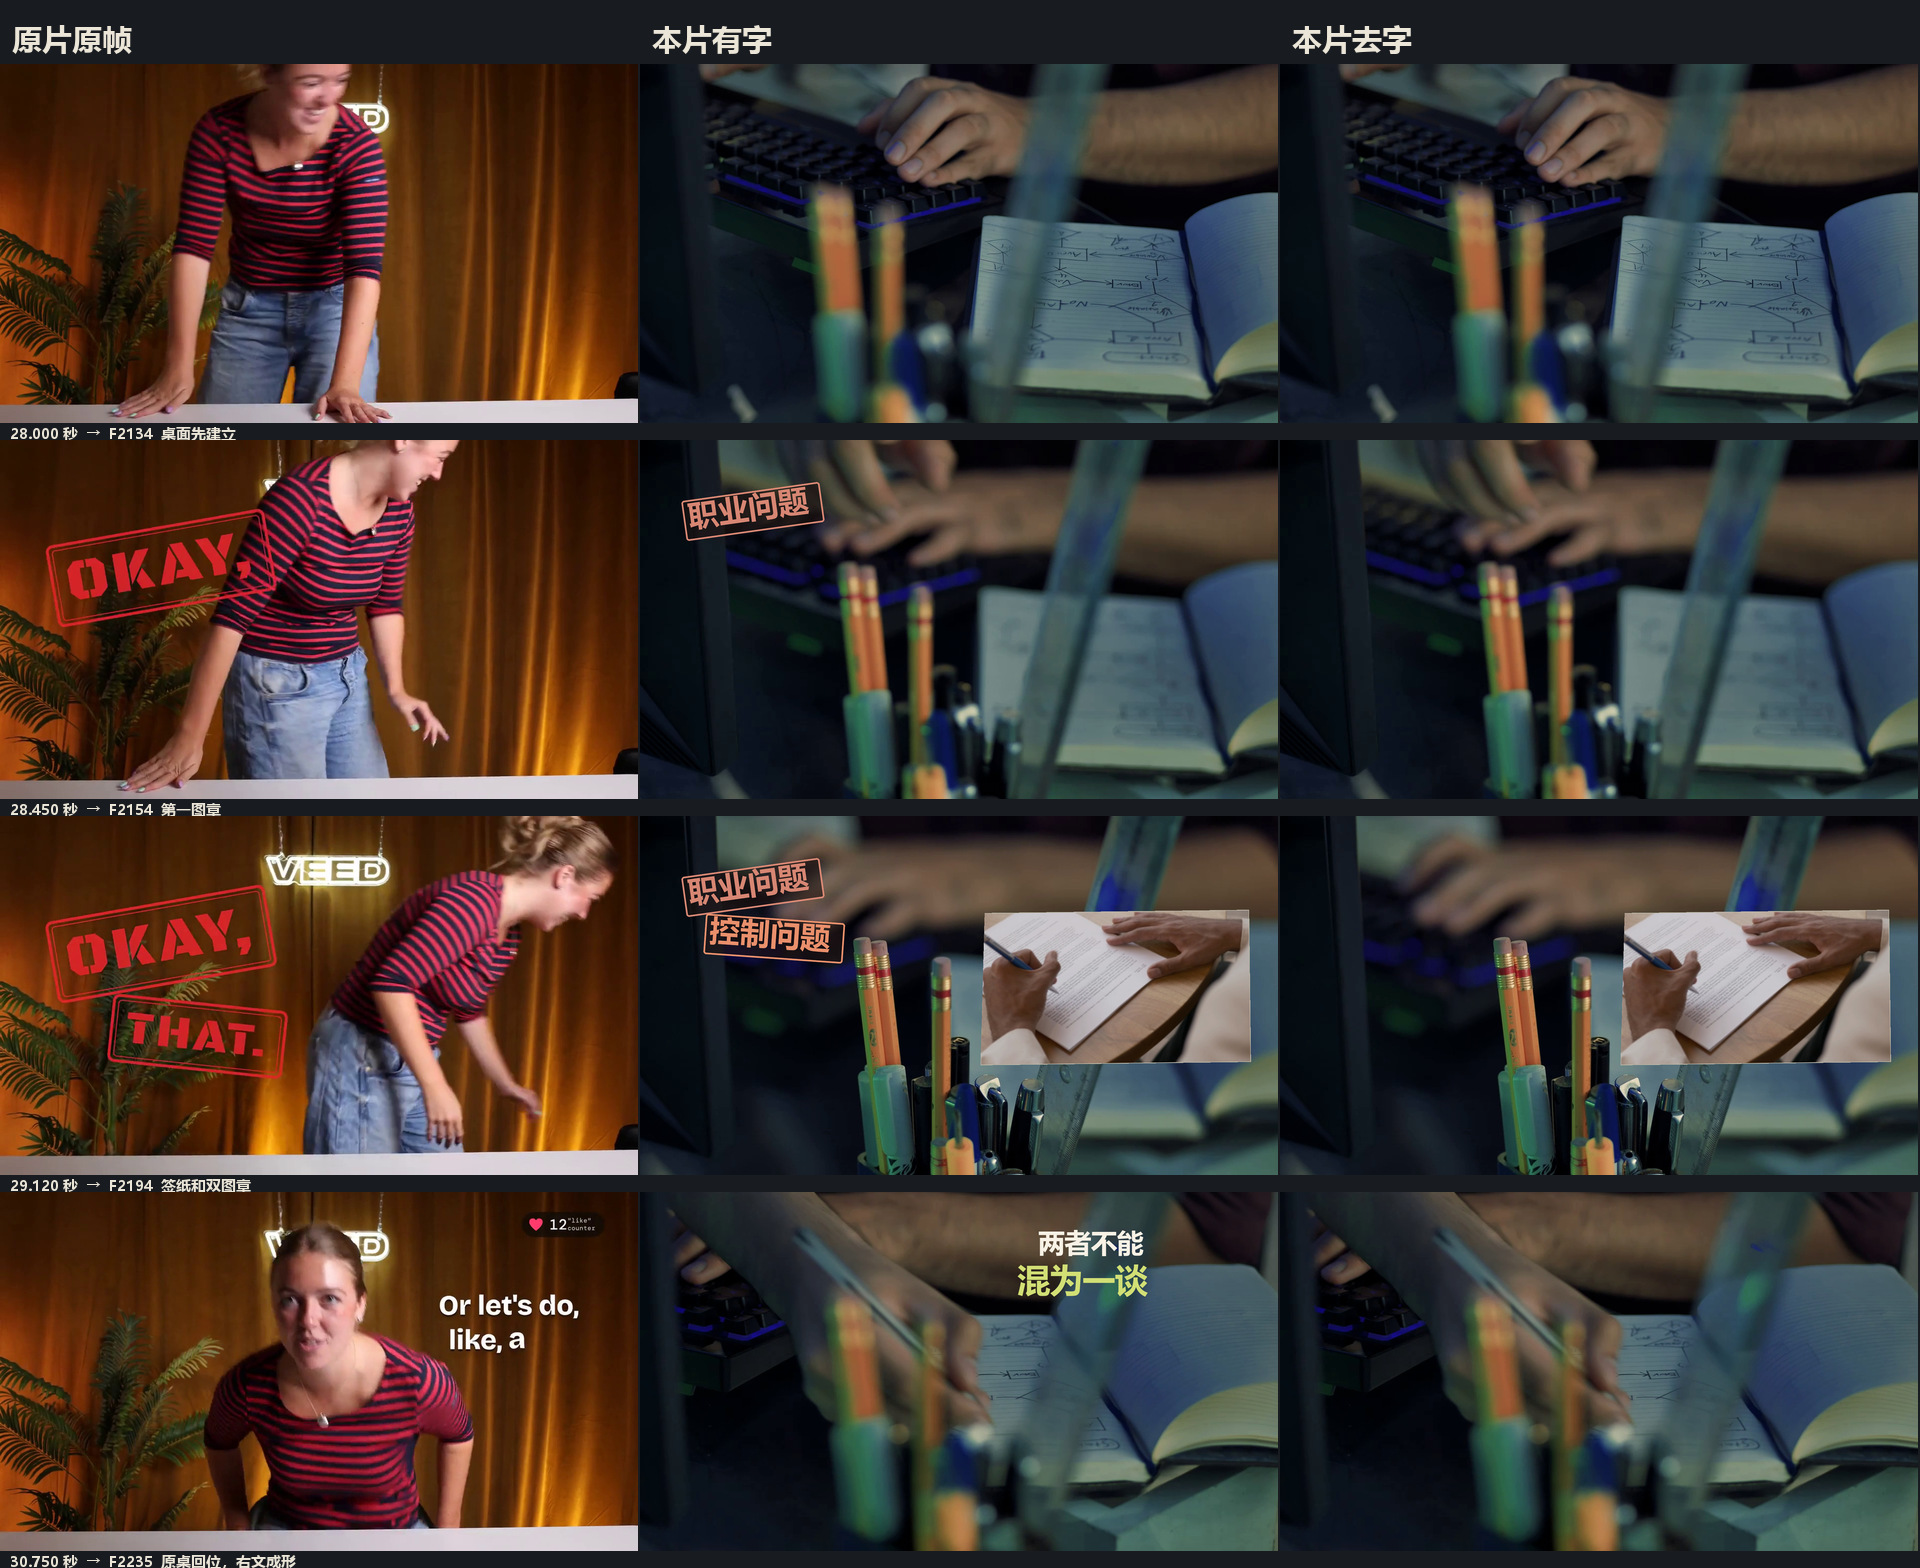 原片原帧
本片有字
本片去字
28.000 秒 → F2134 桌面先建立
OKAY,
职业问题
28.450 秒 → F2154 第一图章
VEED
OKAY,
THAT.
职业问题
控制问题
29.120 秒 → F2194 签纸和双图章
12 "like" counter
Or let's do,
like, a
两者不能
混为一谈
30.750 秒 → F2235 原桌回位，右文成形